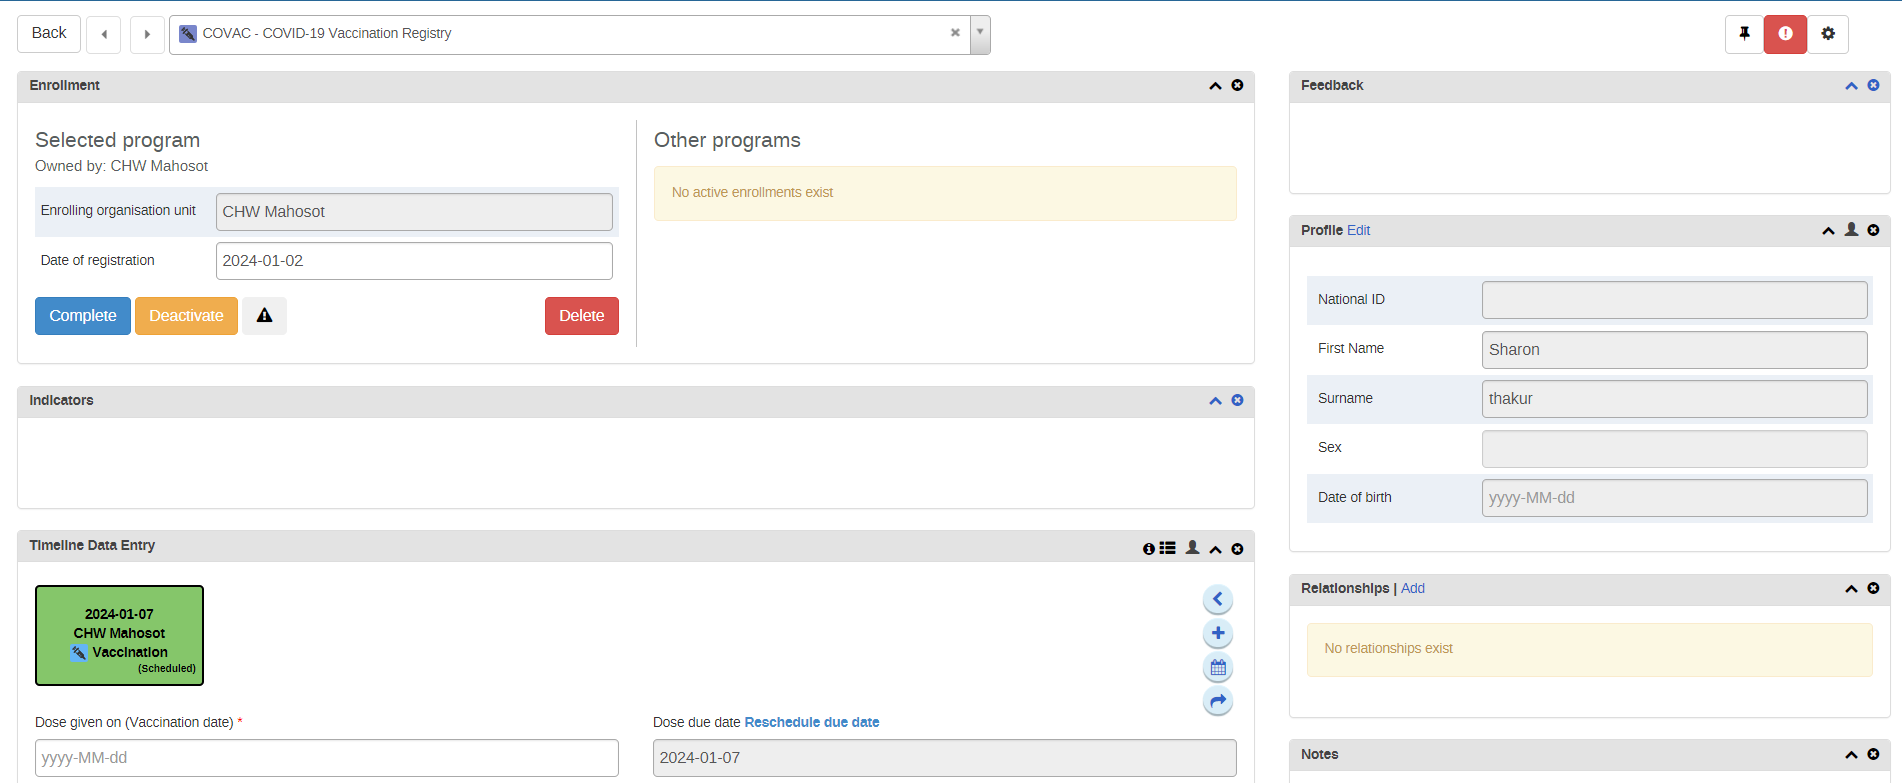 Back
COVAC - COVID-19 Vaccination Registry
Enrollment
Selected program
Owned by: CHW Mahosot
Enrolling organisation unit
CHW Mahosot
Date of registration
2024-01-02
Complete
Deactivate
Delete
Other programs
No active enrollments exist
Indicators
Timeline Data Entry
2024-01-07
CHW Mahosot
Vaccination
(Scheduled)
Dose given on (Vaccination date) *
yyyy-MM-dd
Dose due date Reschedule due date
2024-01-07
Feedback
Profile Edit
National ID
First Name
Sharon
Surname
thakur
Sex
Date of birth
yyyy-MM-dd
Relationships | Add
No relationships exist
Notes